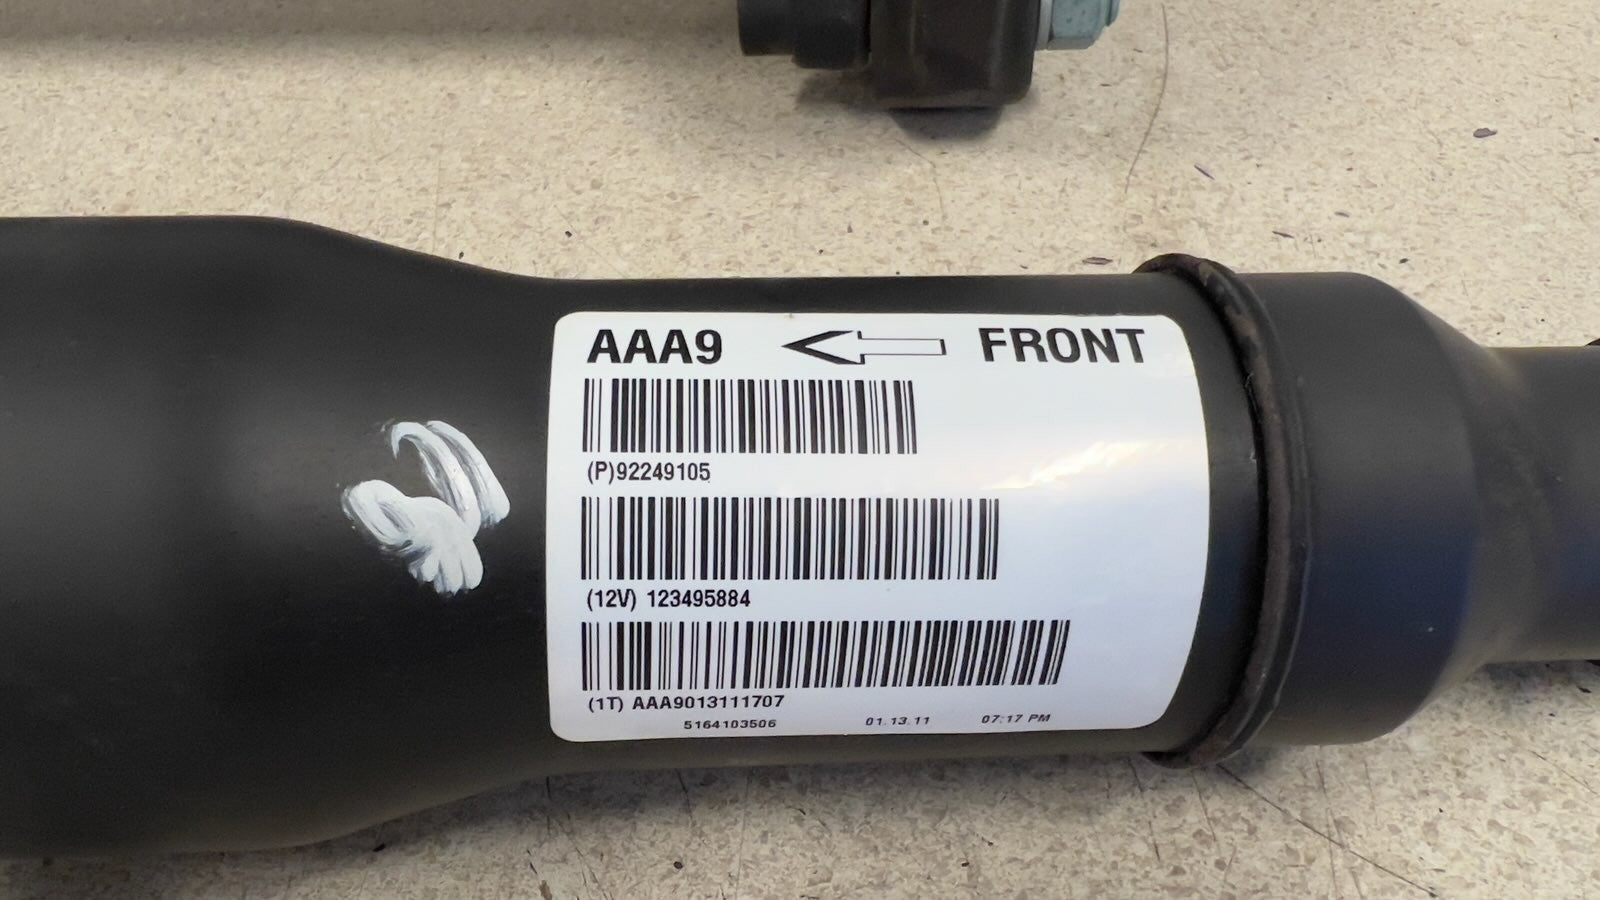 AAA9 FRONT
(P)92249105
(12V) 123495884
(1T) AAA9013111707
5164103506 01.13.11 07:17 PM